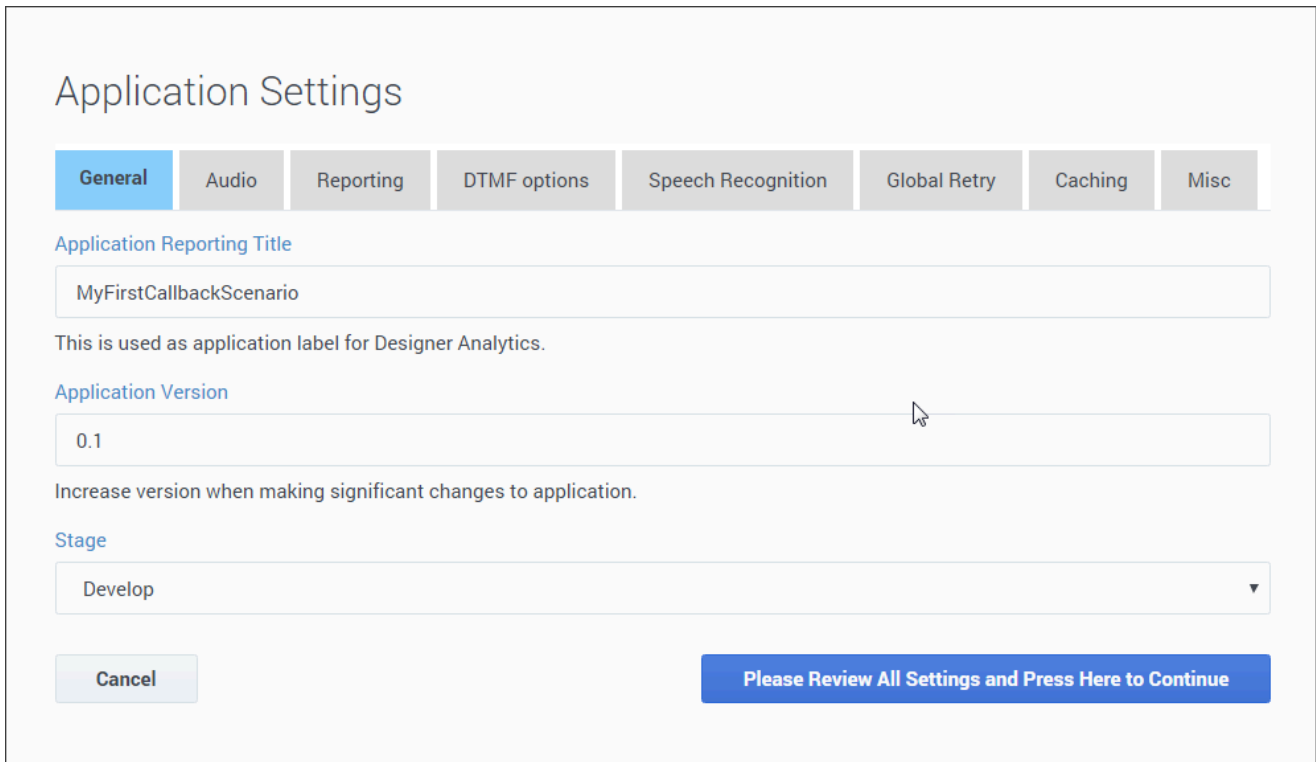 Application Settings
General Audio Reporting DTMF options Speech Recognition Global Retry Caching Misc
Application Reporting Title
MyFirstCallbackScenario
This is used as application label for Designer Analytics.
Application Version
0.1
Increase version when making significant changes to application.
Stage
Develop
Cancel Please Review All Settings and Press Here to Continue